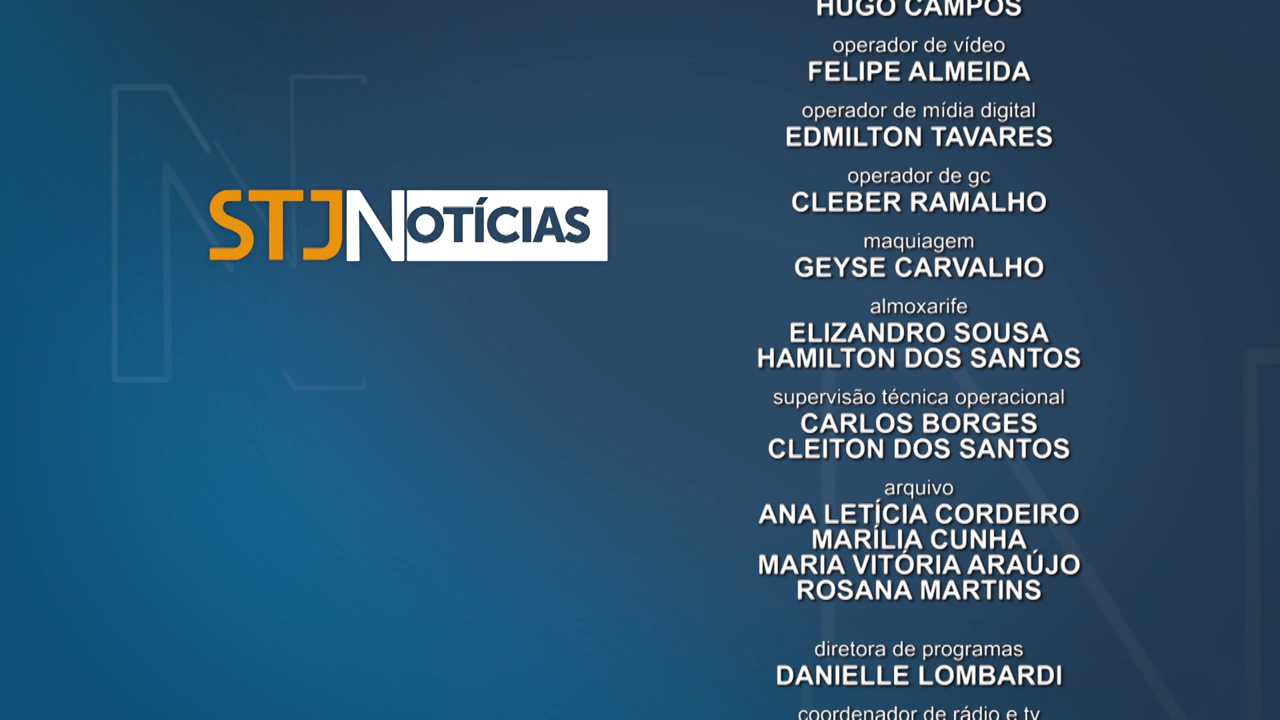 STJNOTÍCIAS
HUGO CAMPOS
operador de vídeo
FELIPE ALMEIDA
operador de mídia digital
EDMILTON TAVARES
operador de gc
CLEBER RAMALHO
maquiagem
GEYSE CARVALHO
almoxarife
ELIZANDRO SOUSA
HAMILTON DOS SANTOS
supervisão técnica operacional
CARLOS BORGES
CLEITON DOS SANTOS
arquivo
ANA LETÍCIA CORDEIRO
MARÍLIA CUNHA
MARIA VITÓRIA ARAÚJO
ROSANA MARTINS
diretora de programas
DANIELLE LOMBARDI
coordenador de rádio e tv